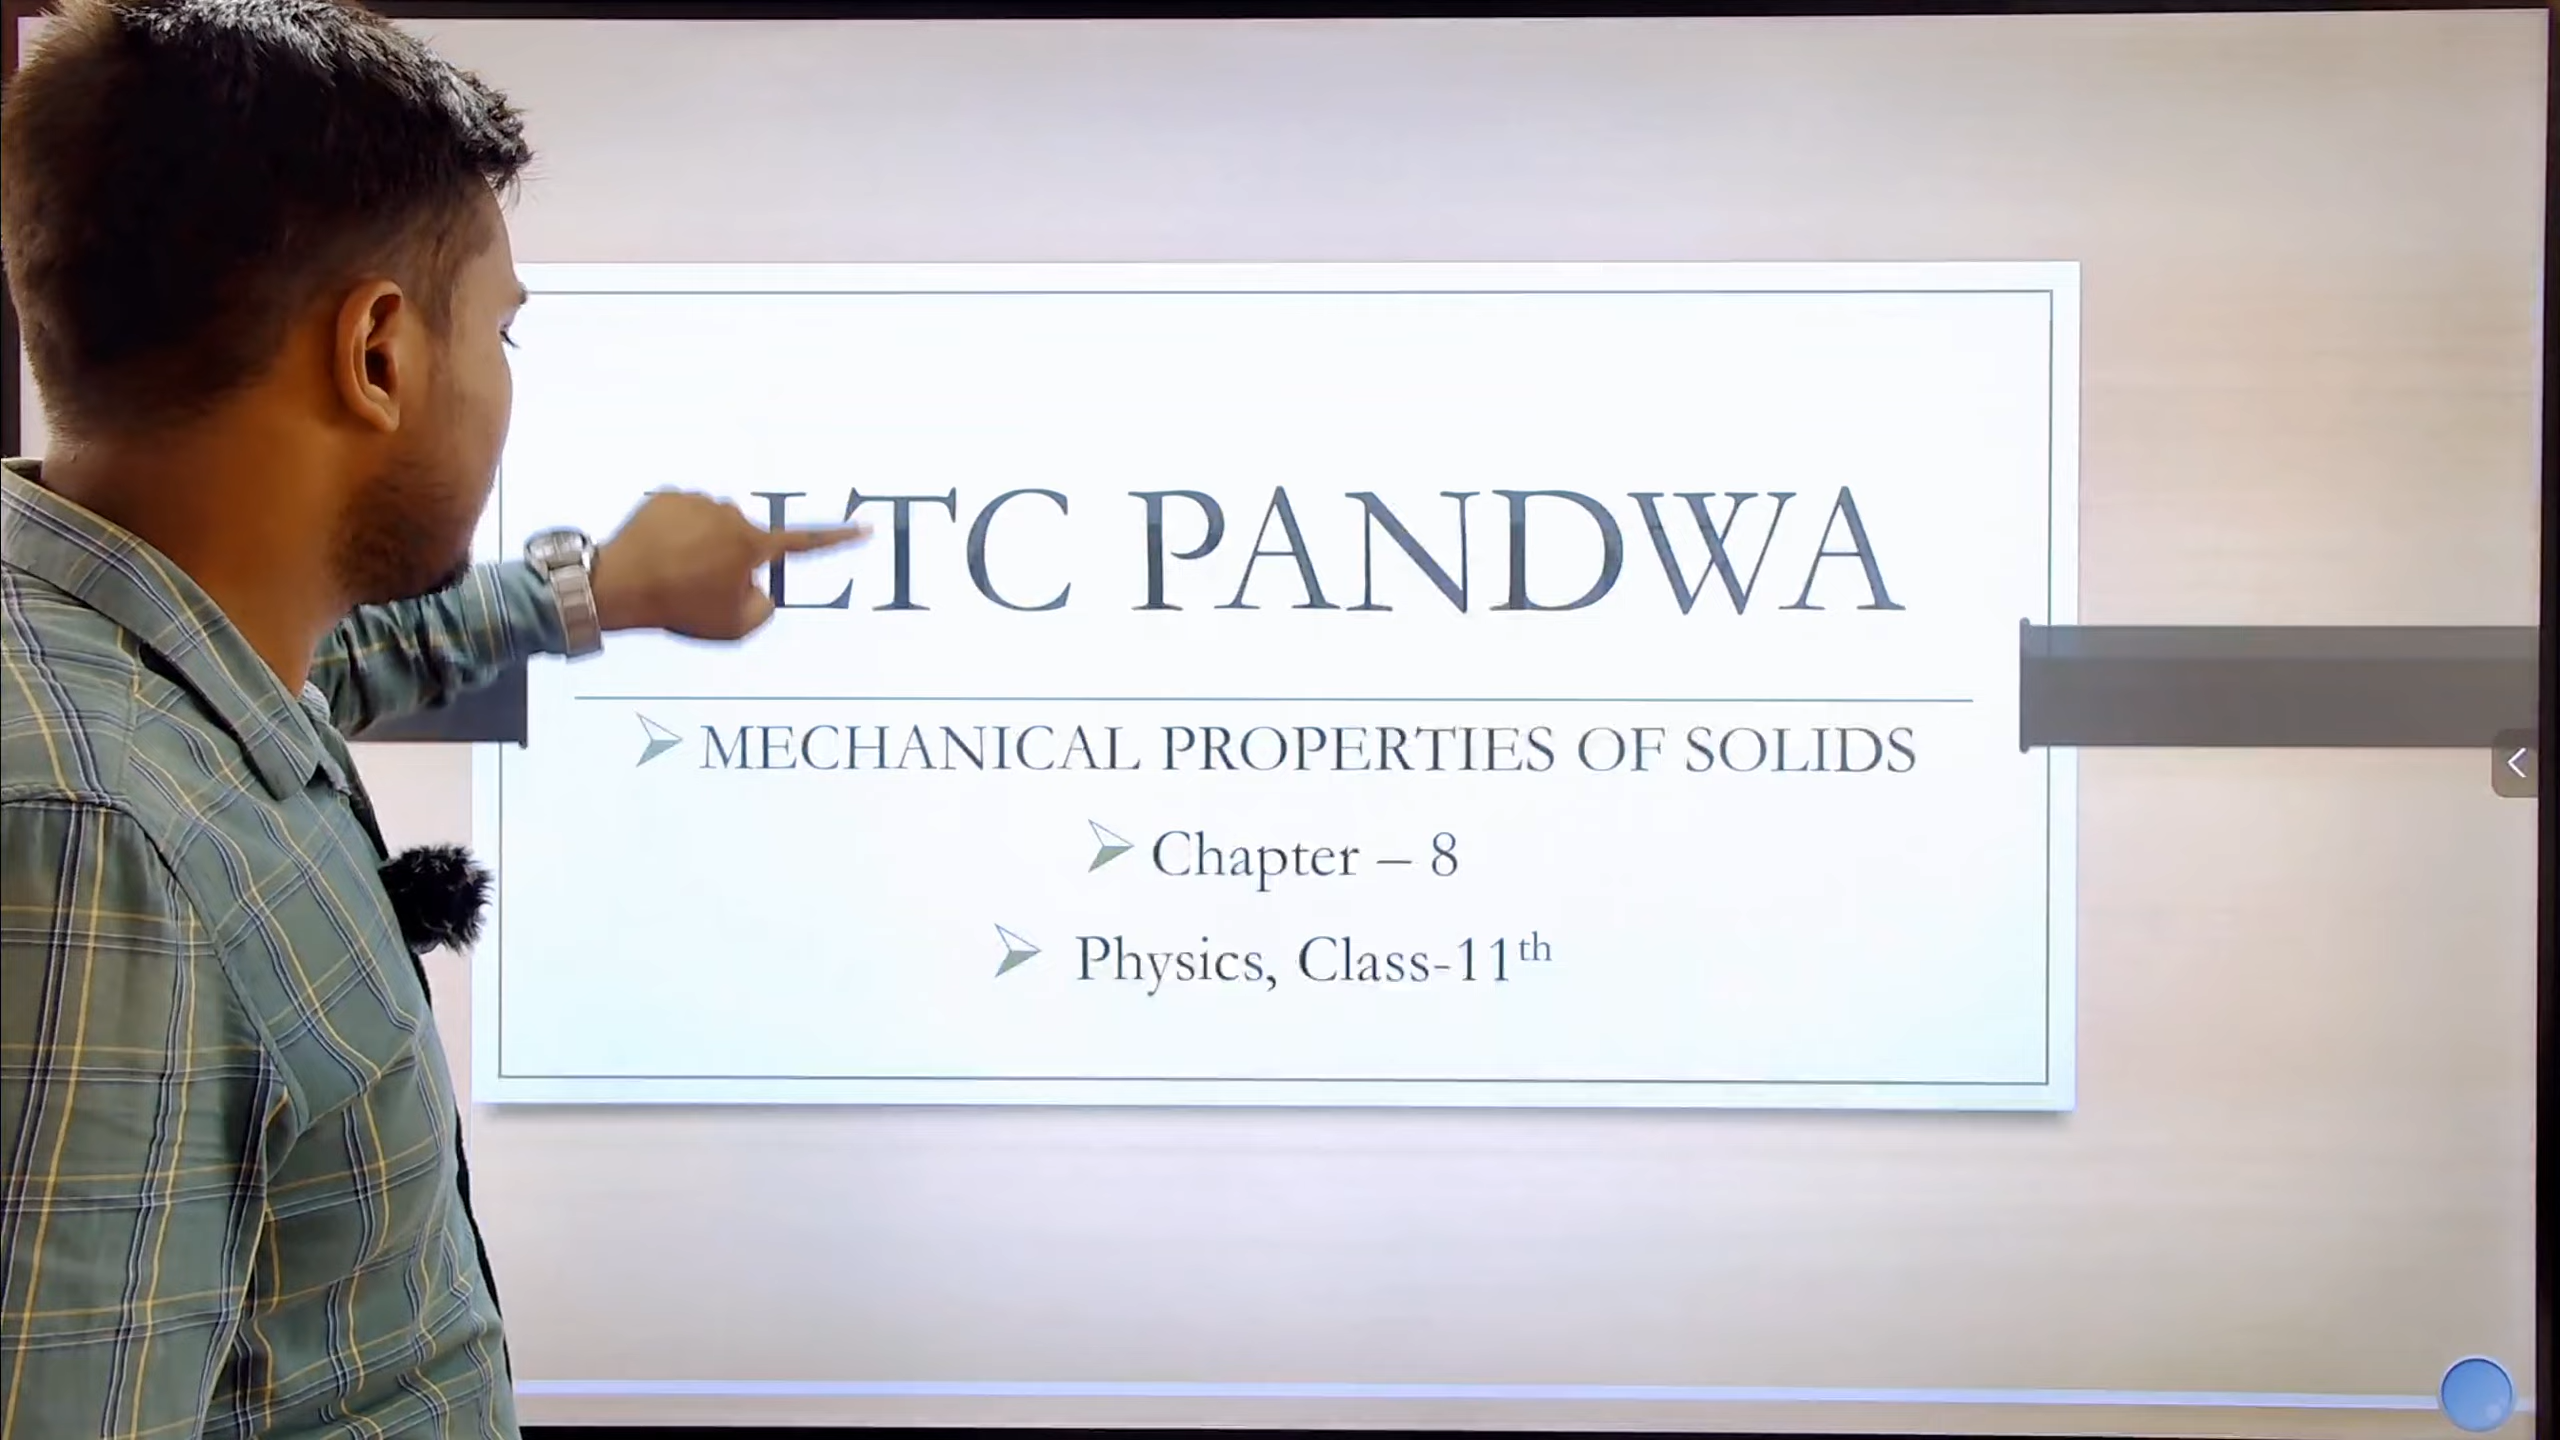 LTC PANDWA
MECHANICAL PROPERTIES OF SOLIDS
Chapter – 8
Physics, Class-11th